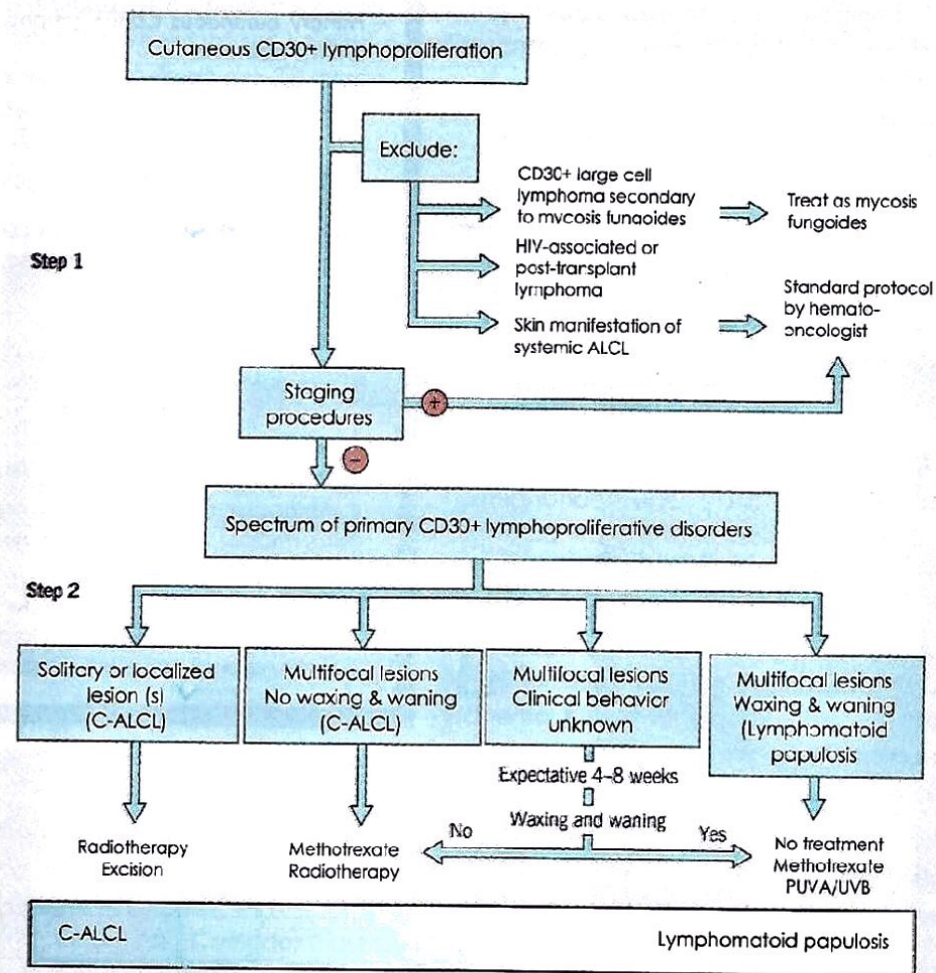 Cutaneous CD30+ lymphoproliferation
Exclude:
CD30+ large cell
lymphoma secondary
to mycosis funaoides
Treat as mycosis
fungoides
Step 1
HIV-associated or
post-transplant
lymphoma
Skin manifestation of
systemic ALCL
Standard protocol
by hemato-
oncologist
Staging
procedures
+
−
Spectrum of primary CD30+ lymphoproliferative disorders
Step 2
Solitcry or localized
lesion (s)
(C-ALCL)
Multifocal lesions
No waxing & waning
(C-ALCL)
Multifocal lesions
Clinical behavior
unknown
Multifocal lesions
Waxing & waning
(Lymphomatoid
papulosis
Expectative 4–8 weeks
Waxing and waning
No
Yes
Radiotherapy
Excision
Methotrexate
Radiotherapy
No treatment
Methotrexate
PUVA/UVB
C-ALCL
Lymphomatoid papulosis